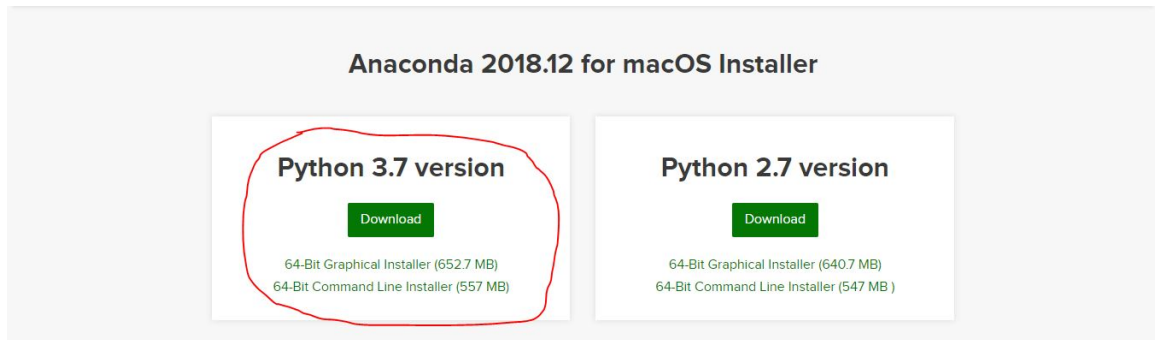 Anaconda 2018.12 for macOS Installer
Python 3.7 version
Download
64-Bit Graphical Installer (652.7 MB)
64-Bit Command Line Installer (557 MB)
Python 2.7 version
Download
64-Bit Graphical Installer (640.7 MB)
64-Bit Command Line Installer (547 MB )